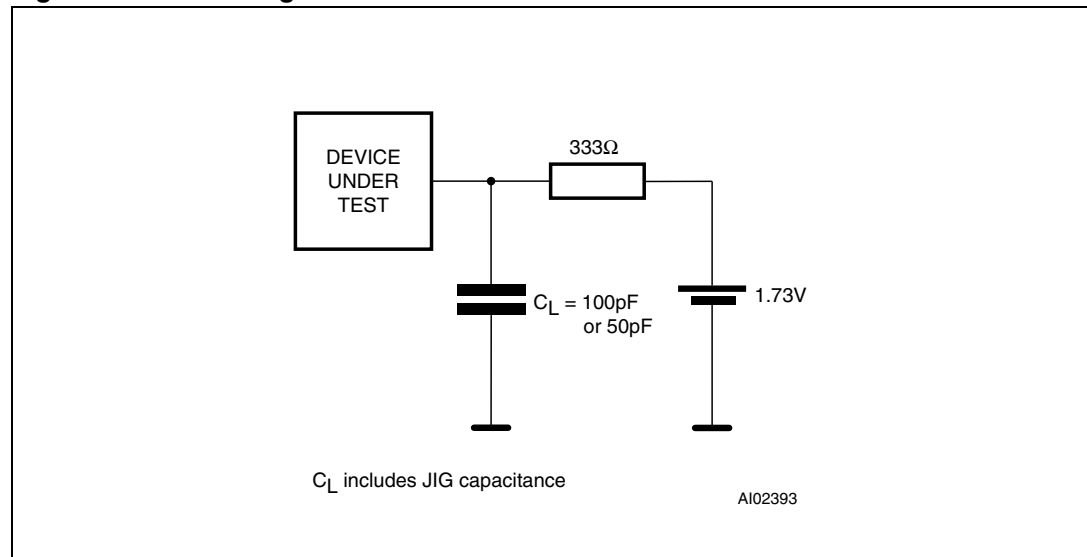 DEVICE
UNDER
TEST
333Ω
CL = 100pF
or 50pF
1.73V
CL includes JIG capacitance
AI02393